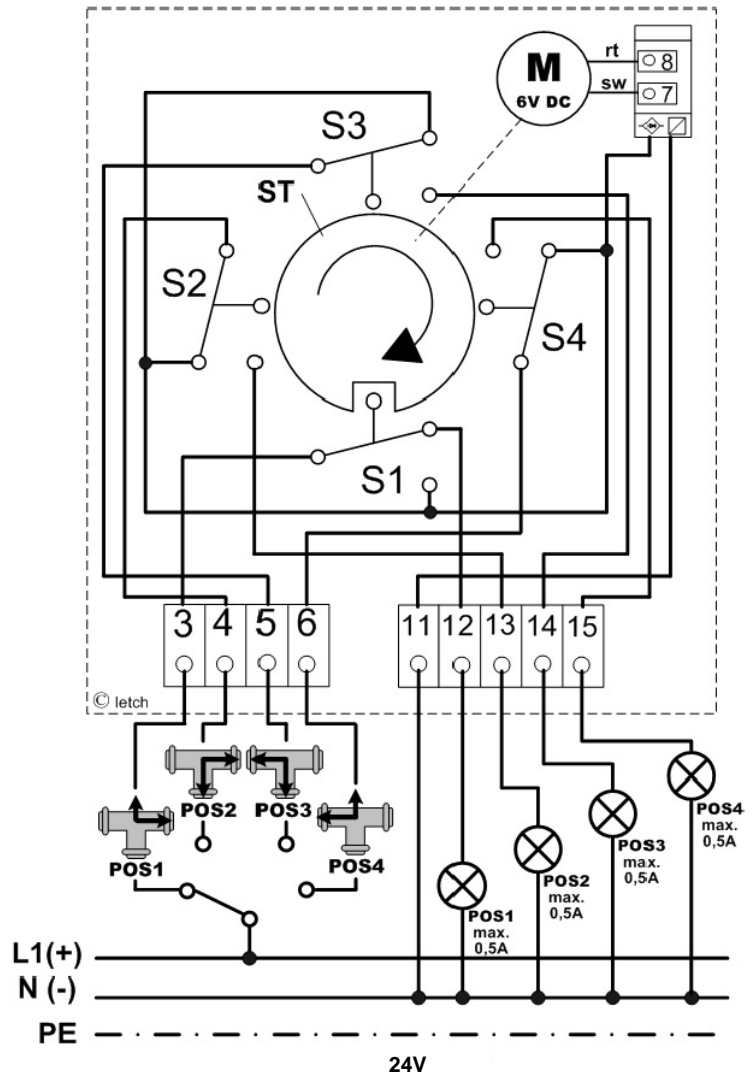 M
6V DC
rt
sw
8
7
S3
ST
S2
S4
S1
3 4 5 6
11 12 13 14 15
© letch
POS1
POS2
POS3
POS4
POS1
max.
0,5A
POS2
max.
0,5A
POS3
max.
0,5A
POS4
max.
0,5A
L1(+)
N (-)
PE
24V